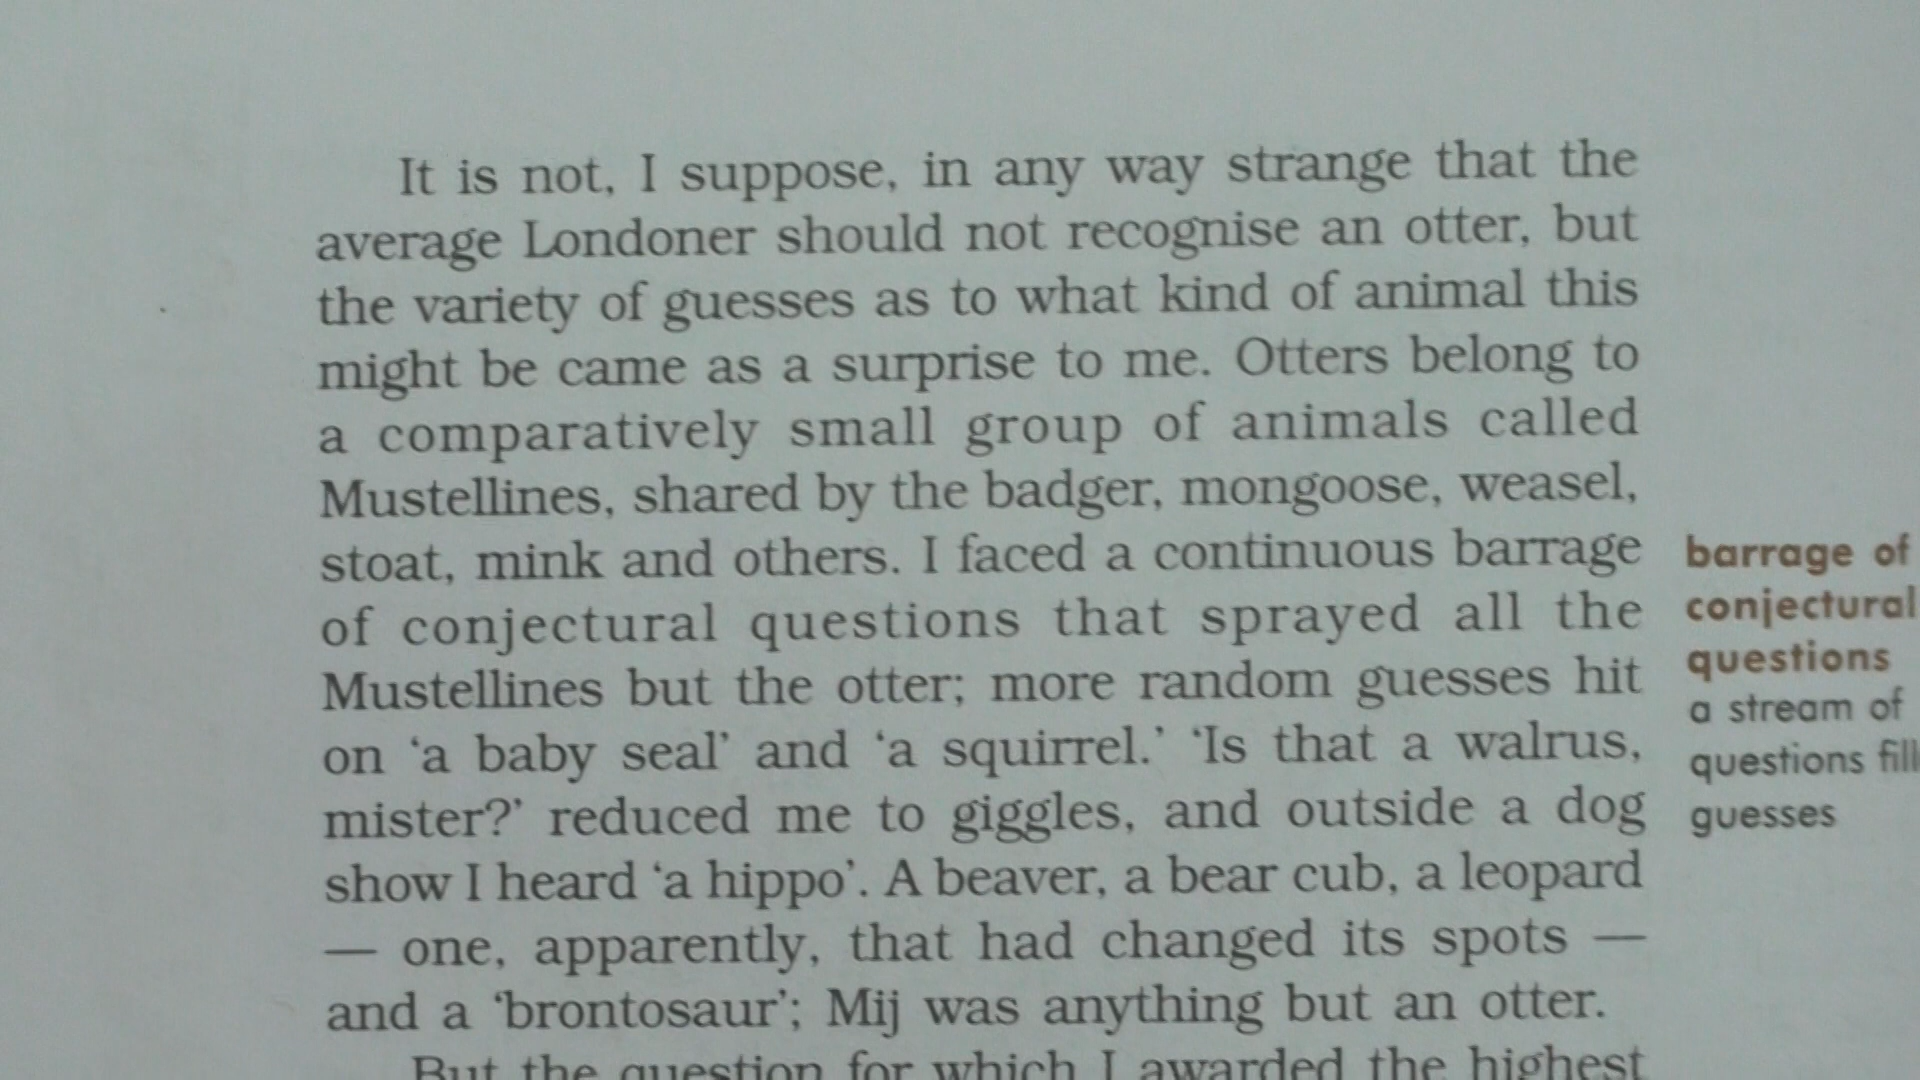 It is not, I suppose, in any way strange that the
average Londoner should not recognise an otter, but
the variety of guesses as to what kind of animal this
might be came as a surprise to me. Otters belong to
a comparatively small group of animals called
Mustellines, shared by the badger, mongoose, weasel,
stoat, mink and others. I faced a continuous barrage
of conjectural questions that sprayed all the
Mustellines but the otter; more random guesses hit
on ‘a baby seal’ and ‘a squirrel.’ ‘Is that a walrus,
mister?’ reduced me to giggles, and outside a dog
show I heard ‘a hippo’. A beaver, a bear cub, a leopard
— one, apparently, that had changed its spots —
and a ‘brontosaur’; Mij was anything but an otter.
But the question for which I awarded the highest
barrage of
conjectural
questions
a stream of
questions fill
guesses